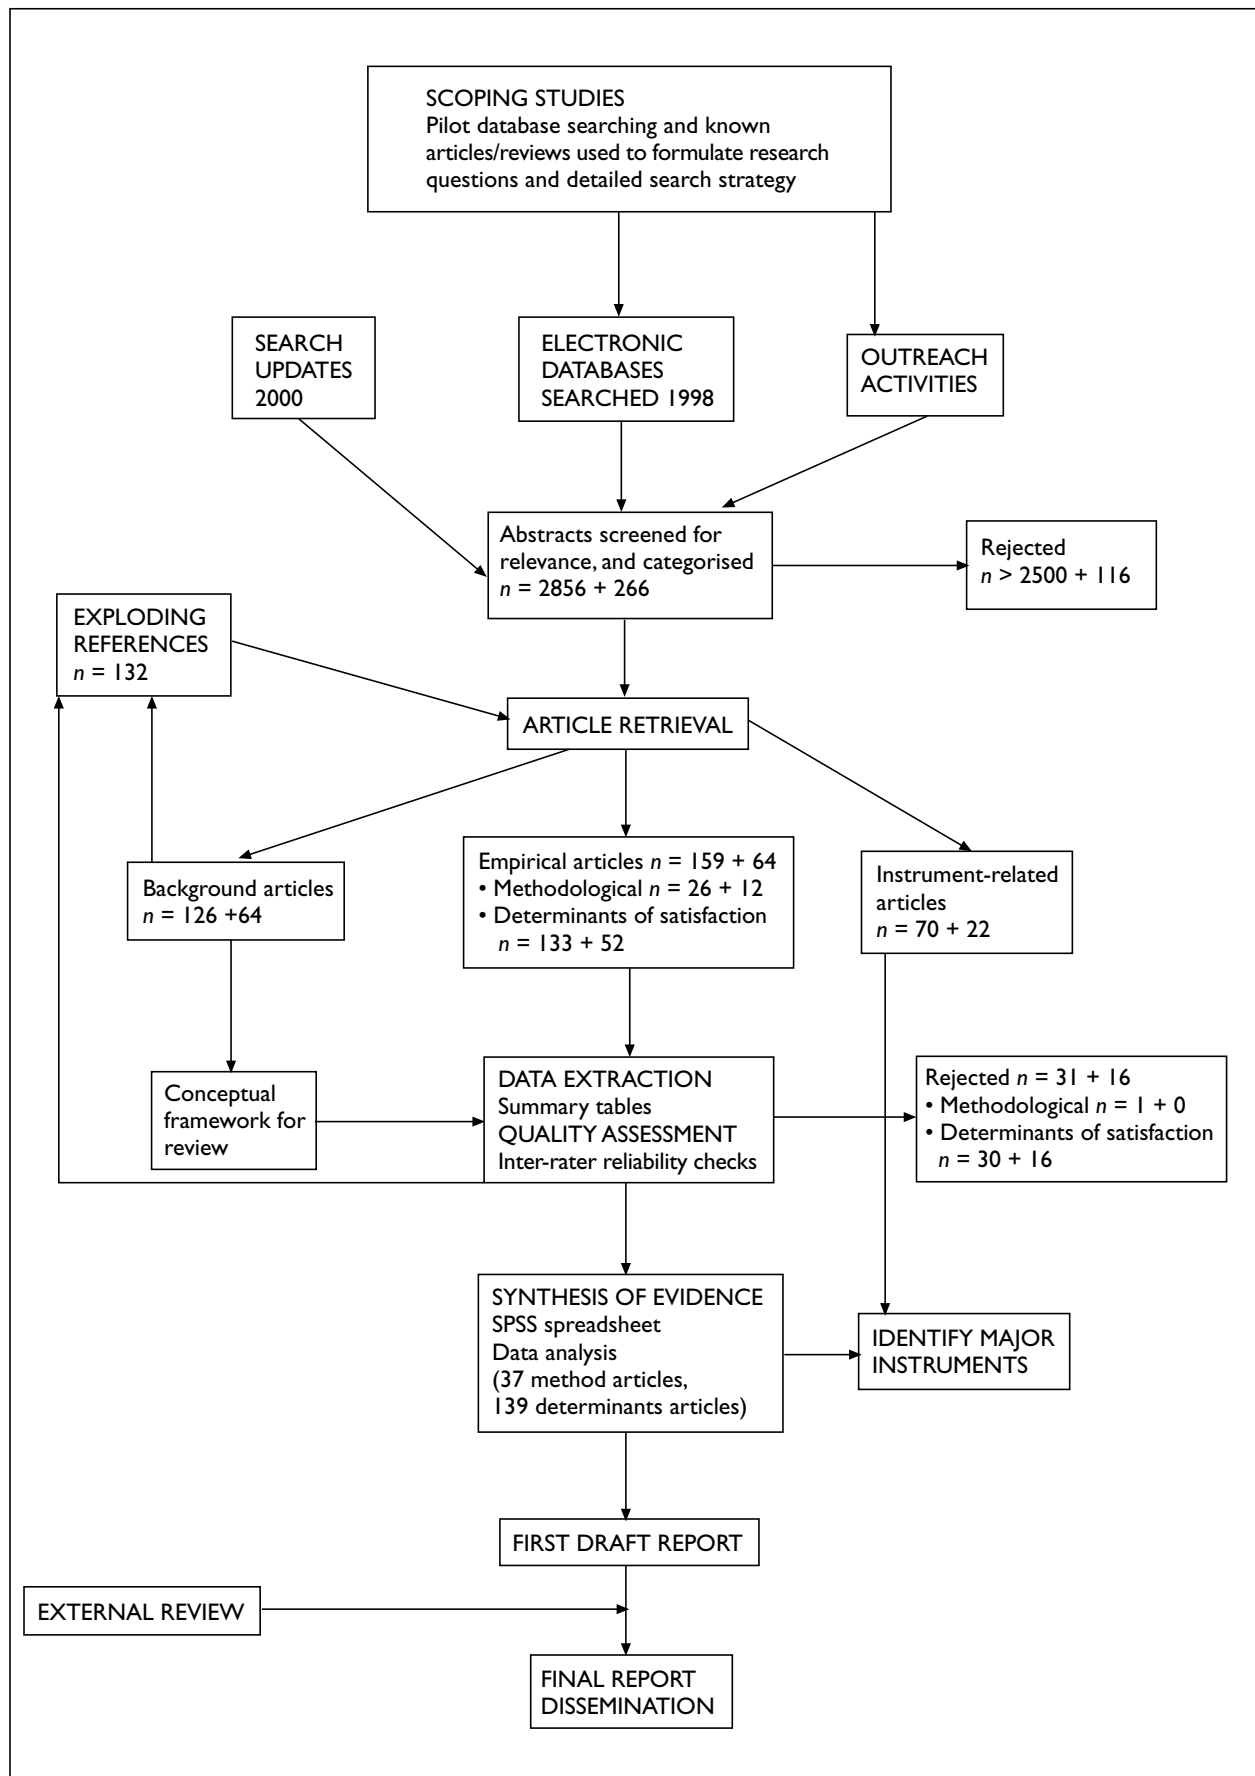 SCOPING STUDIES
Pilot database searching and known
articles/reviews used to formulate research
questions and detailed search strategy
SEARCH
UPDATES
2000
ELECTRONIC
DATABASES
SEARCHED 1998
OUTREACH
ACTIVITIES
Abstracts screened for
relevance, and categorised
n = 2856 + 266
Rejected
n > 2500 + 116
EXPLODING
REFERENCES
n = 132
ARTICLE RETRIEVAL
Background articles
n = 126 +64
Empirical articles n = 159 + 64
• Methodological n = 26 + 12
• Determinants of satisfaction
n = 133 + 52
Instrument-related
articles
n = 70 + 22
Conceptual
framework for
review
DATA EXTRACTION
Summary tables
QUALITY ASSESSMENT
Inter-rater reliability checks
Rejected n = 31 + 16
• Methodological n = 1 + 0
• Determinants of satisfaction
n = 30 + 16
SYNTHESIS OF EVIDENCE
SPSS spreadsheet
Data analysis
(37 method articles,
139 determinants articles)
IDENTIFY MAJOR
INSTRUMENTS
FIRST DRAFT REPORT
EXTERNAL REVIEW
FINAL REPORT
DISSEMINATION